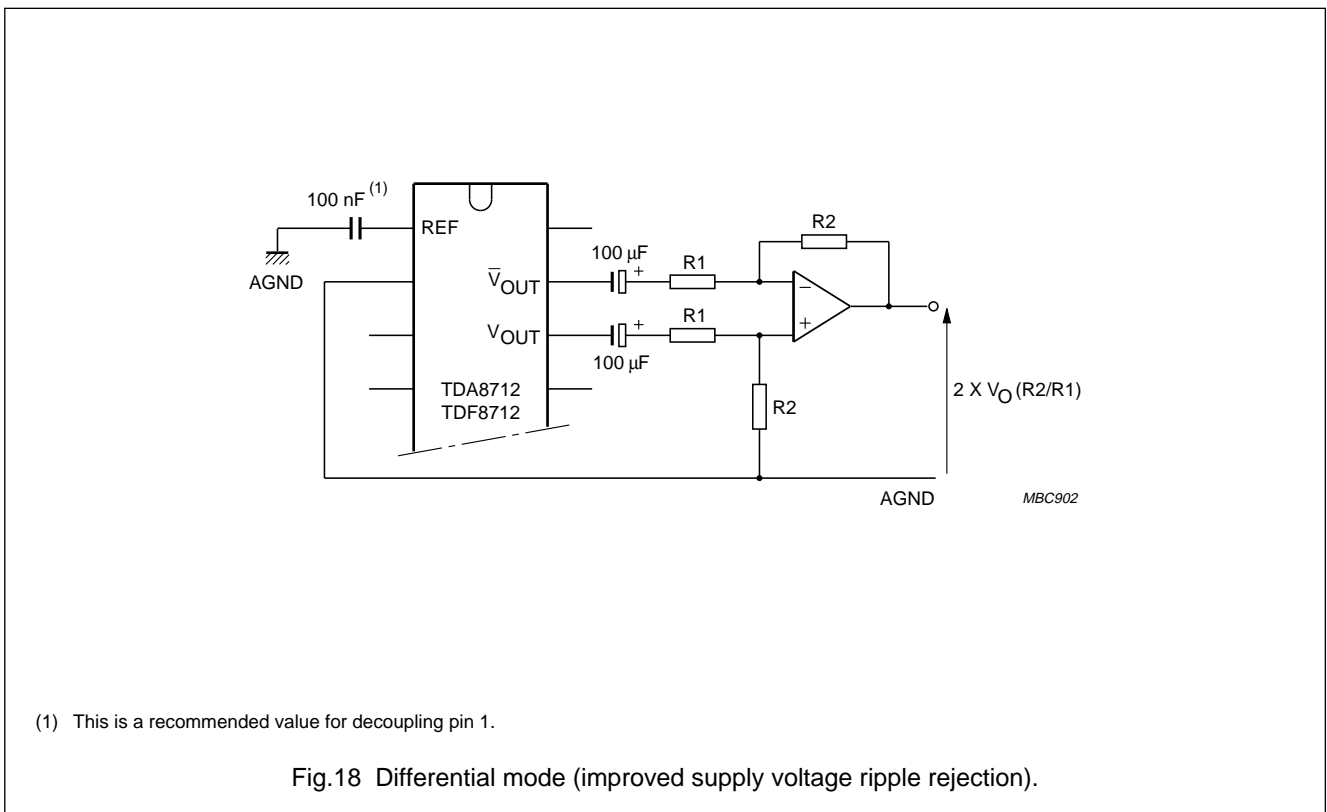 100 nF (1)
REF
AGND
V̅OUT
VOUT
TDA8712
TDF8712
100 µF
+
R1
R2
−
+
100 µF
+
R1
R2
2 X VO (R2/R1)
AGND
MBC902
(1) This is a recommended value for decoupling pin 1.
Fig.18 Differential mode (improved supply voltage ripple rejection).